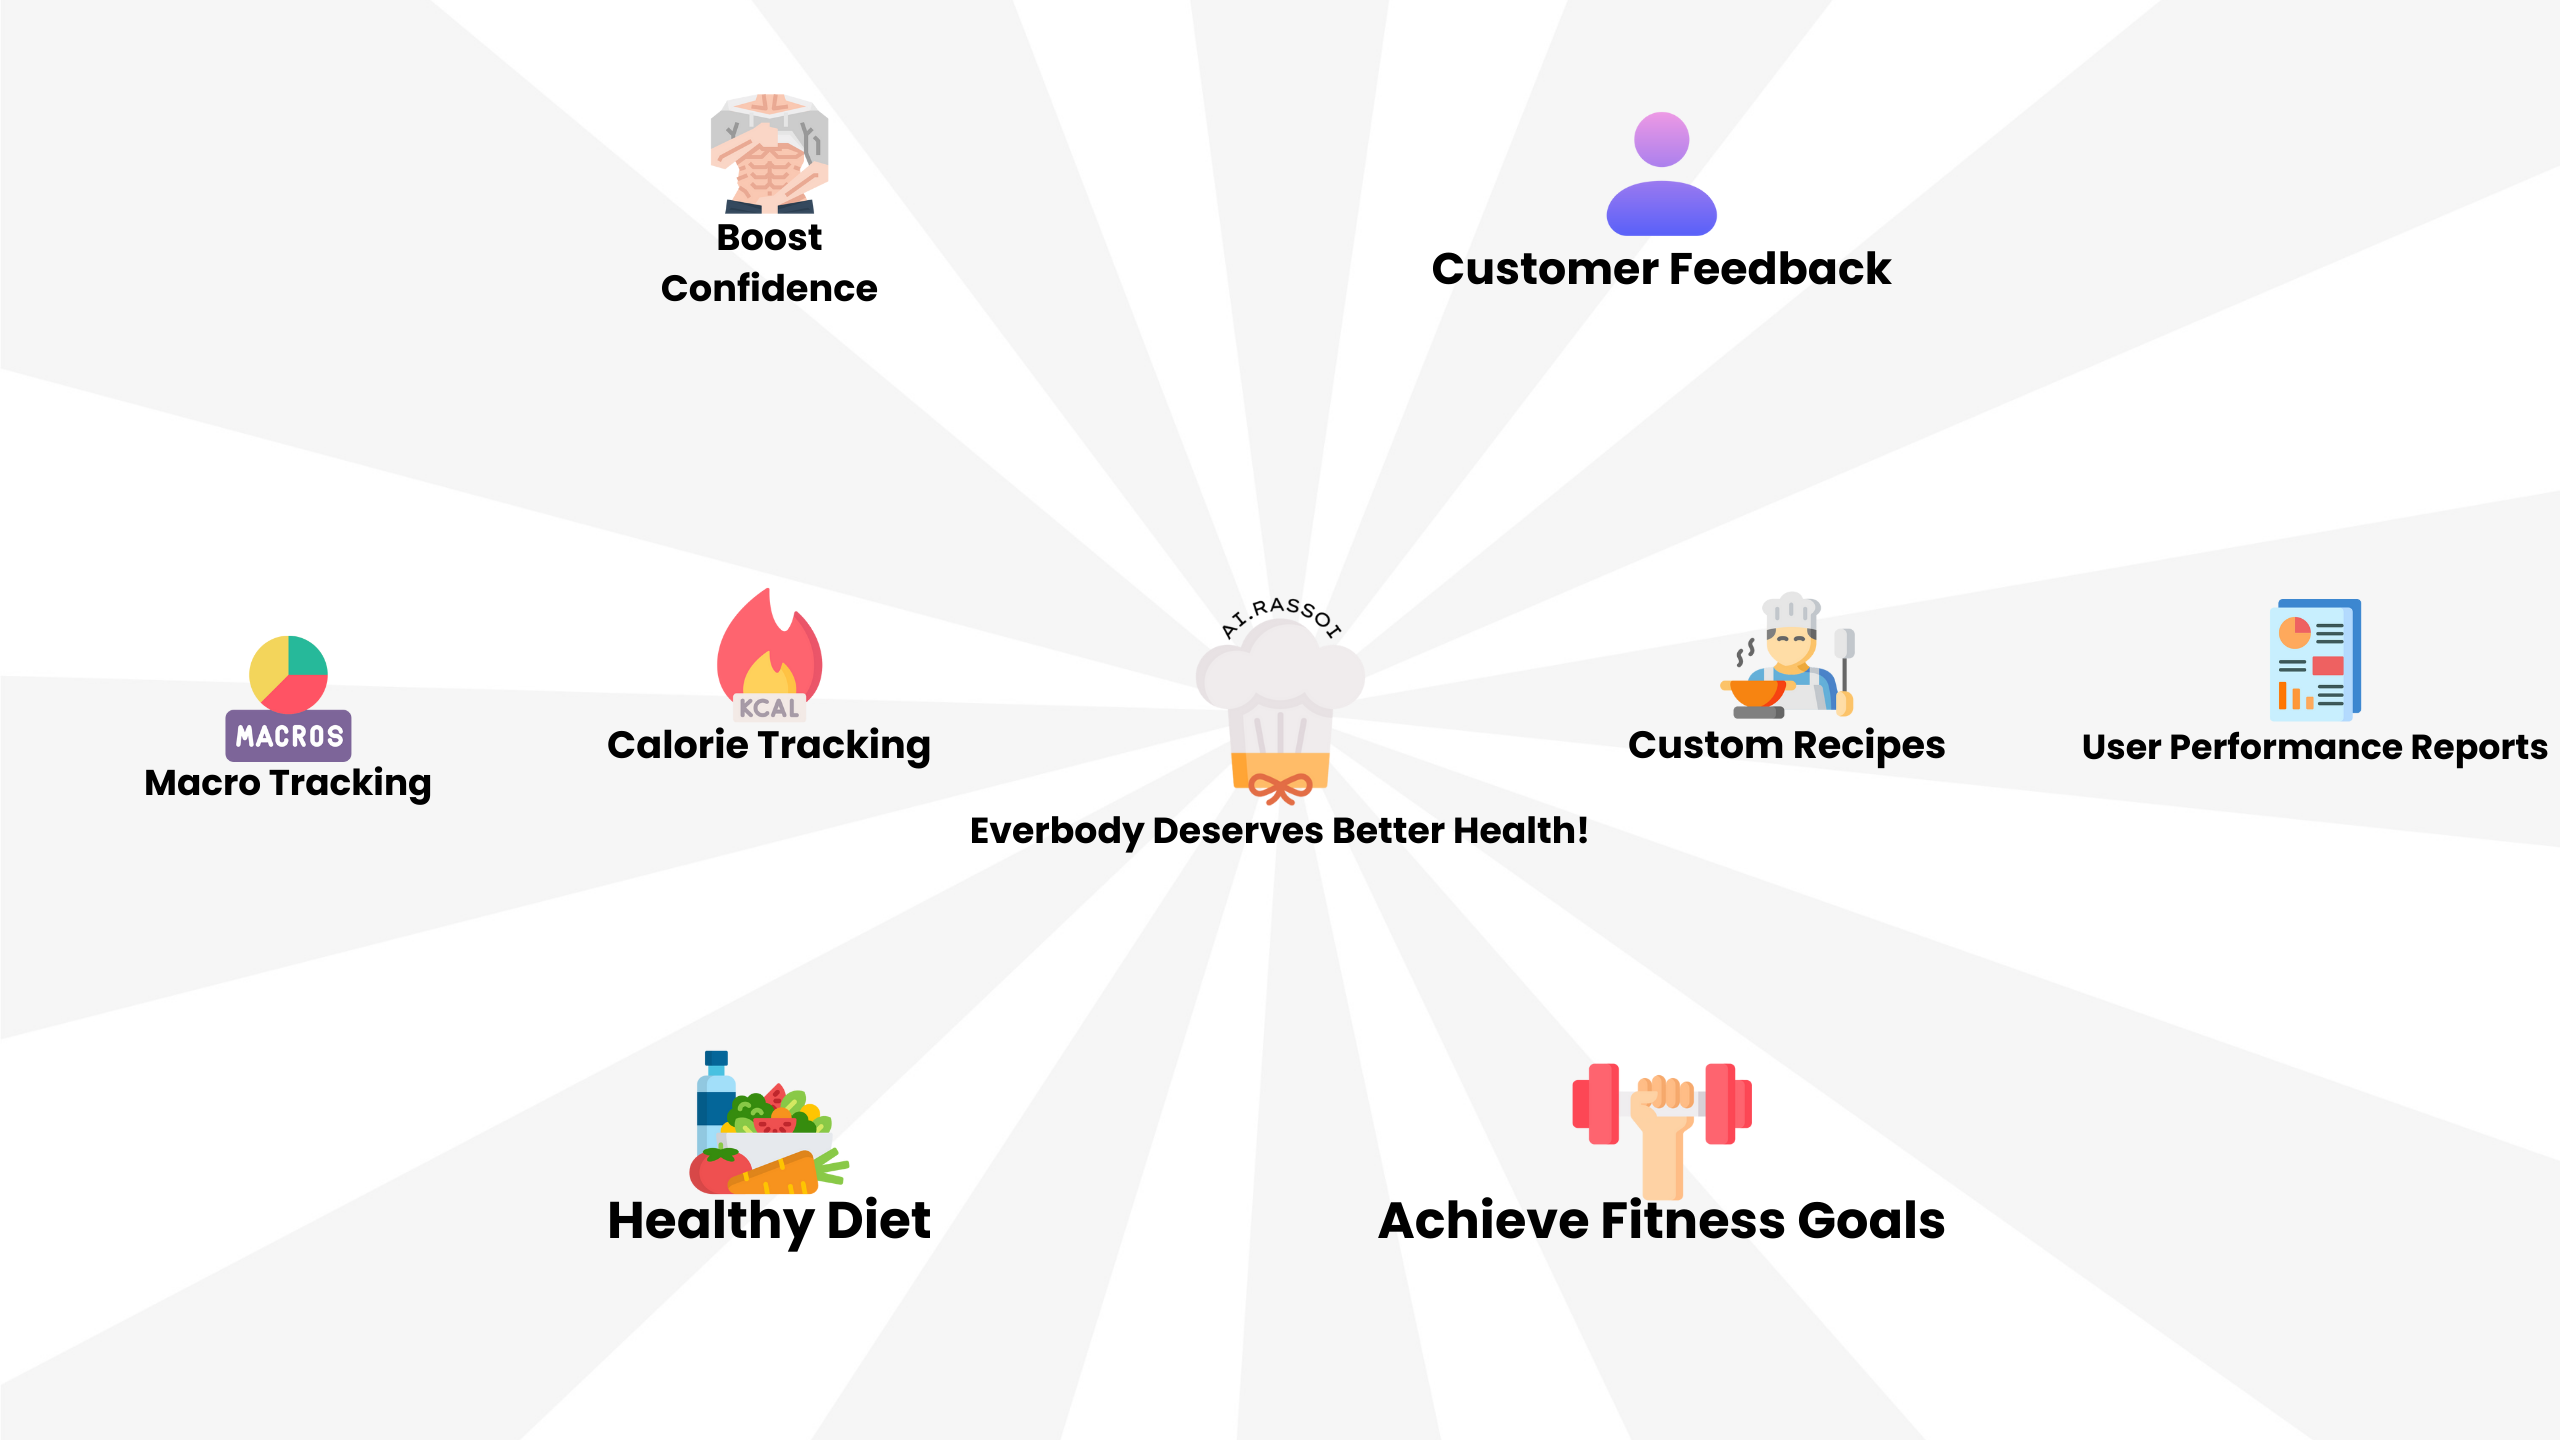 Boost
Confidence
Customer Feedback
AI.RASSOI
MACROS
Macro Tracking
KCAL
Calorie Tracking
Custom Recipes
User Performance Reports
Everbody Deserves Better Health!
Healthy Diet
Achieve Fitness Goals